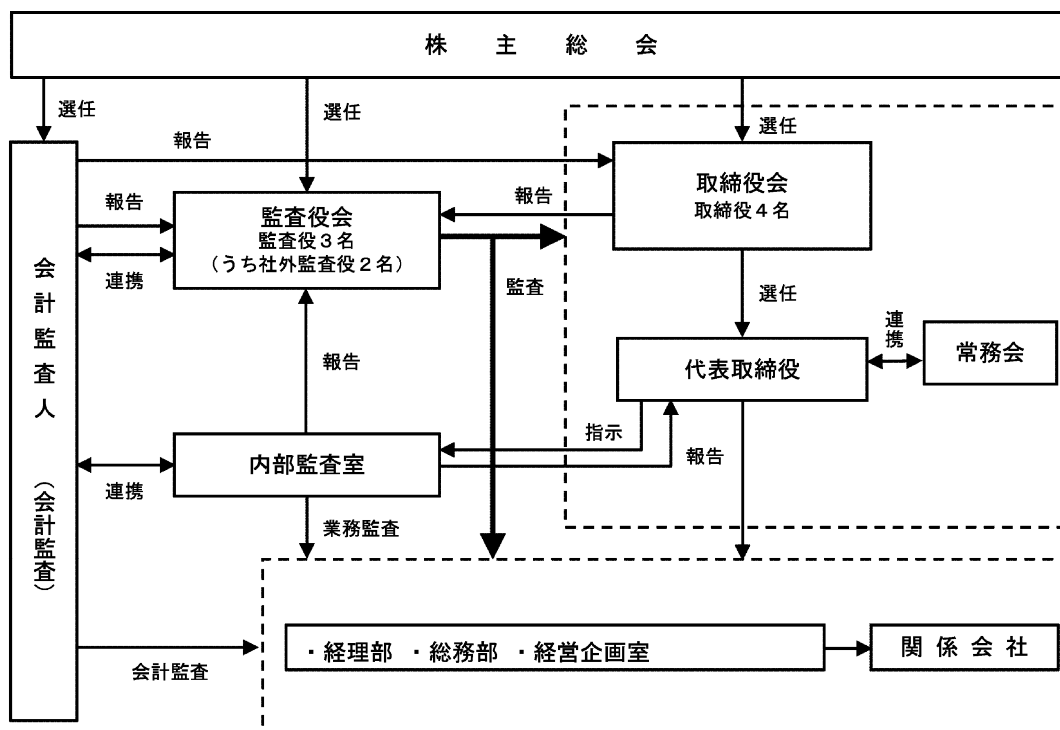 株主総会
選任
選任
選任
報告
取締役会
取締役４名
報告
報告
監査役会
監査役３名
（うち社外監査役２名）
連携
監査
選任
連携
常務会
代表取締役
会計監査人
（会計監査）
報告
指示
内部監査室
報告
連携
業務監査
・経理部 ・総務部 ・経営企画室
関係会社
会計監査